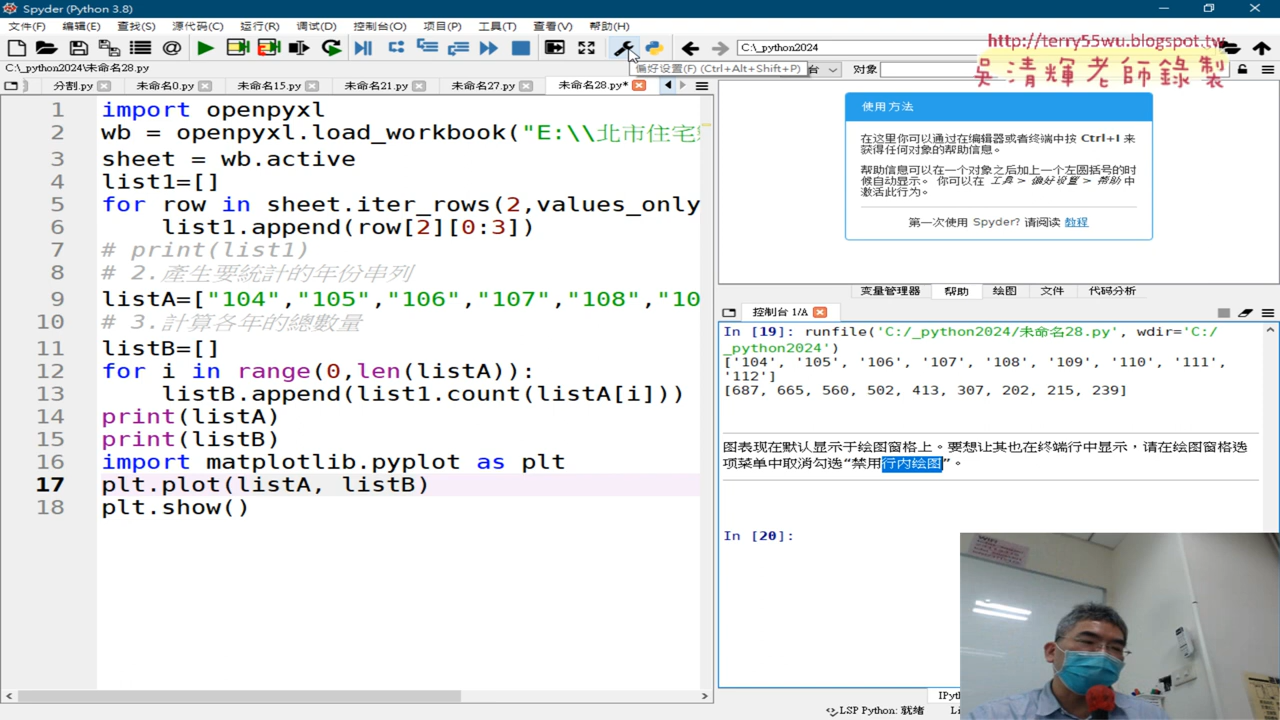 Spyder (Python 3.8)
文件(F) 编辑(E) 查找(S) 源代码(C) 运行(R) 调试(D) 控制台(O) 项目(P) 工具(T) 查看(V) 帮助(H)
C:\_python2024
http://terry55wu.blogspot.tw
吳清輝老師錄製
C:\_python2024\未命名28.py
偏好设置(F) (Ctrl+Alt+Shift+P)
台
对象
分割.py 未命名0.py 未命名15.py 未命名21.py 未命名27.py 未命名28.py*
1 import openpyxl
2 wb = openpyxl.load_workbook("E:\\北市住宅
3 sheet = wb.active
4 list1=[]
5 for row in sheet.iter_rows(2,values_only
6 list1.append(row[2][0:3])
7 # print(list1)
8 # 2.產生要統計的年份串列
9 listA=["104","105","106","107","108","10
10 # 3.計算各年的總數量
11 listB=[]
12 for i in range(0,len(listA)):
13 listB.append(list1.count(listA[i]))
14 print(listA)
15 print(listB)
16 import matplotlib.pyplot as plt
17 plt.plot(listA, listB)
18 plt.show()
使用方法
在这里你可以通过在编辑器或者终端中按 Ctrl+I 来
获得任何对象的帮助信息。
帮助信息可以在一个对象之后加上一个左圆括号的时
候自动显示。 你可以在 工具 > 偏好设置 > 帮助 中
激活此行为。
第一次使用 Spyder? 请阅读 教程
变量管理器 帮助 绘图 文件 代码分析
控制台 1/A
In [19]: runfile('C:/_python2024/未命名28.py', wdir='C:/
_python2024')
['104', '105', '106', '107', '108', '109', '110', '111',
'112']
[687, 665, 560, 502, 413, 307, 202, 215, 239]
图表现在默认显示于绘图窗格上。要想让其也在终端行中显示，请在绘图窗格选
项菜单中取消勾选“禁用行内绘图”。
In [20]:
LSP Python: 就绪